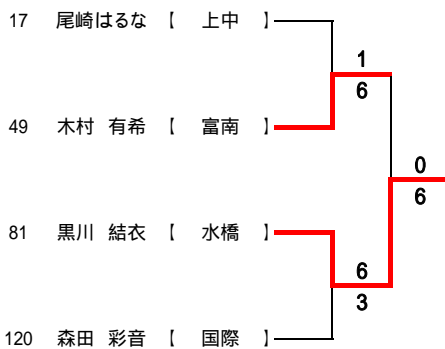 17 尾崎はるな 【 上中 】
1
6
49 木村 有希 【 富南 】
0
6
81 黒川 結衣 【 水橋 】
6
3
120 森田 彩音 【 国際 】